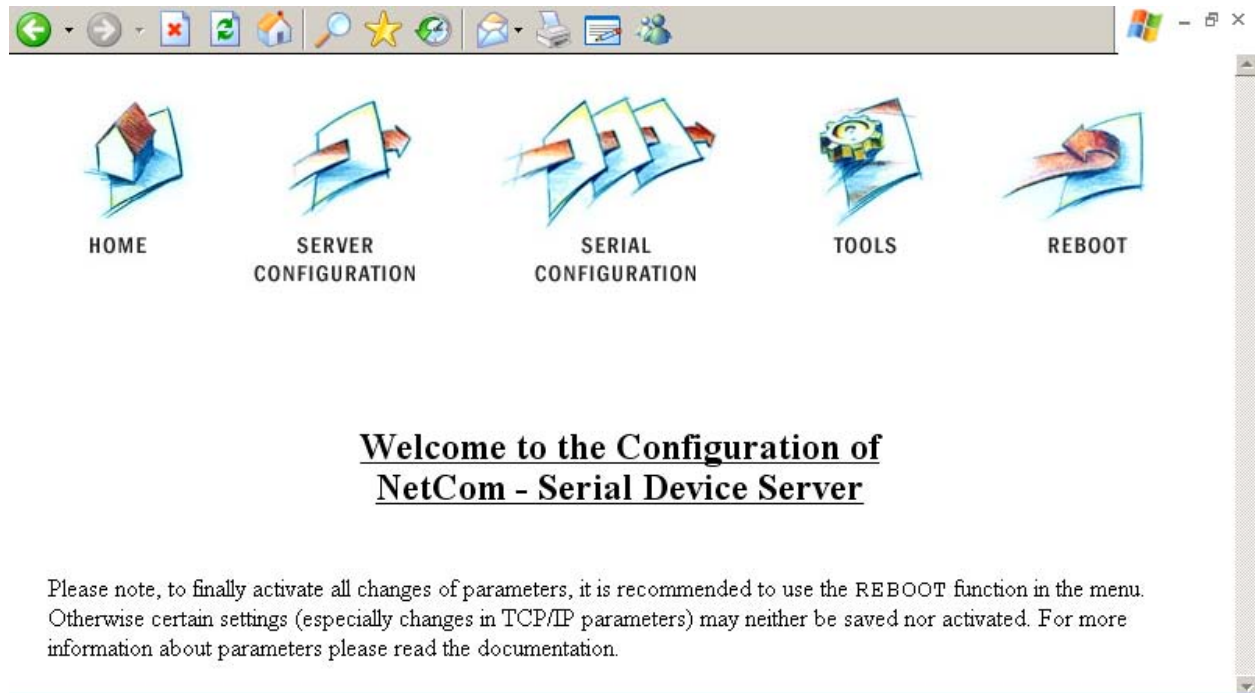 HOME
SERVER
CONFIGURATION
SERIAL
CONFIGURATION
TOOLS
REBOOT
Welcome to the Configuration of
NetCom - Serial Device Server
Please note, to finally activate all changes of parameters, it is recommended to use the REBOOT function in the menu.
Otherwise certain settings (especially changes in TCP/IP parameters) may neither be saved nor activated. For more
information about parameters please read the documentation.